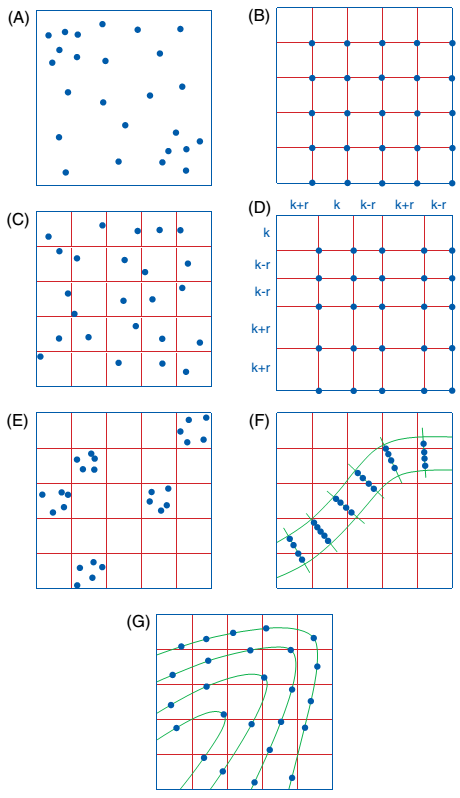 (A)
(B)
(C)
(D)
k+r k k-r k+r k-r
k
k-r
k-r
k+r
k+r
(E)
(F)
(G)